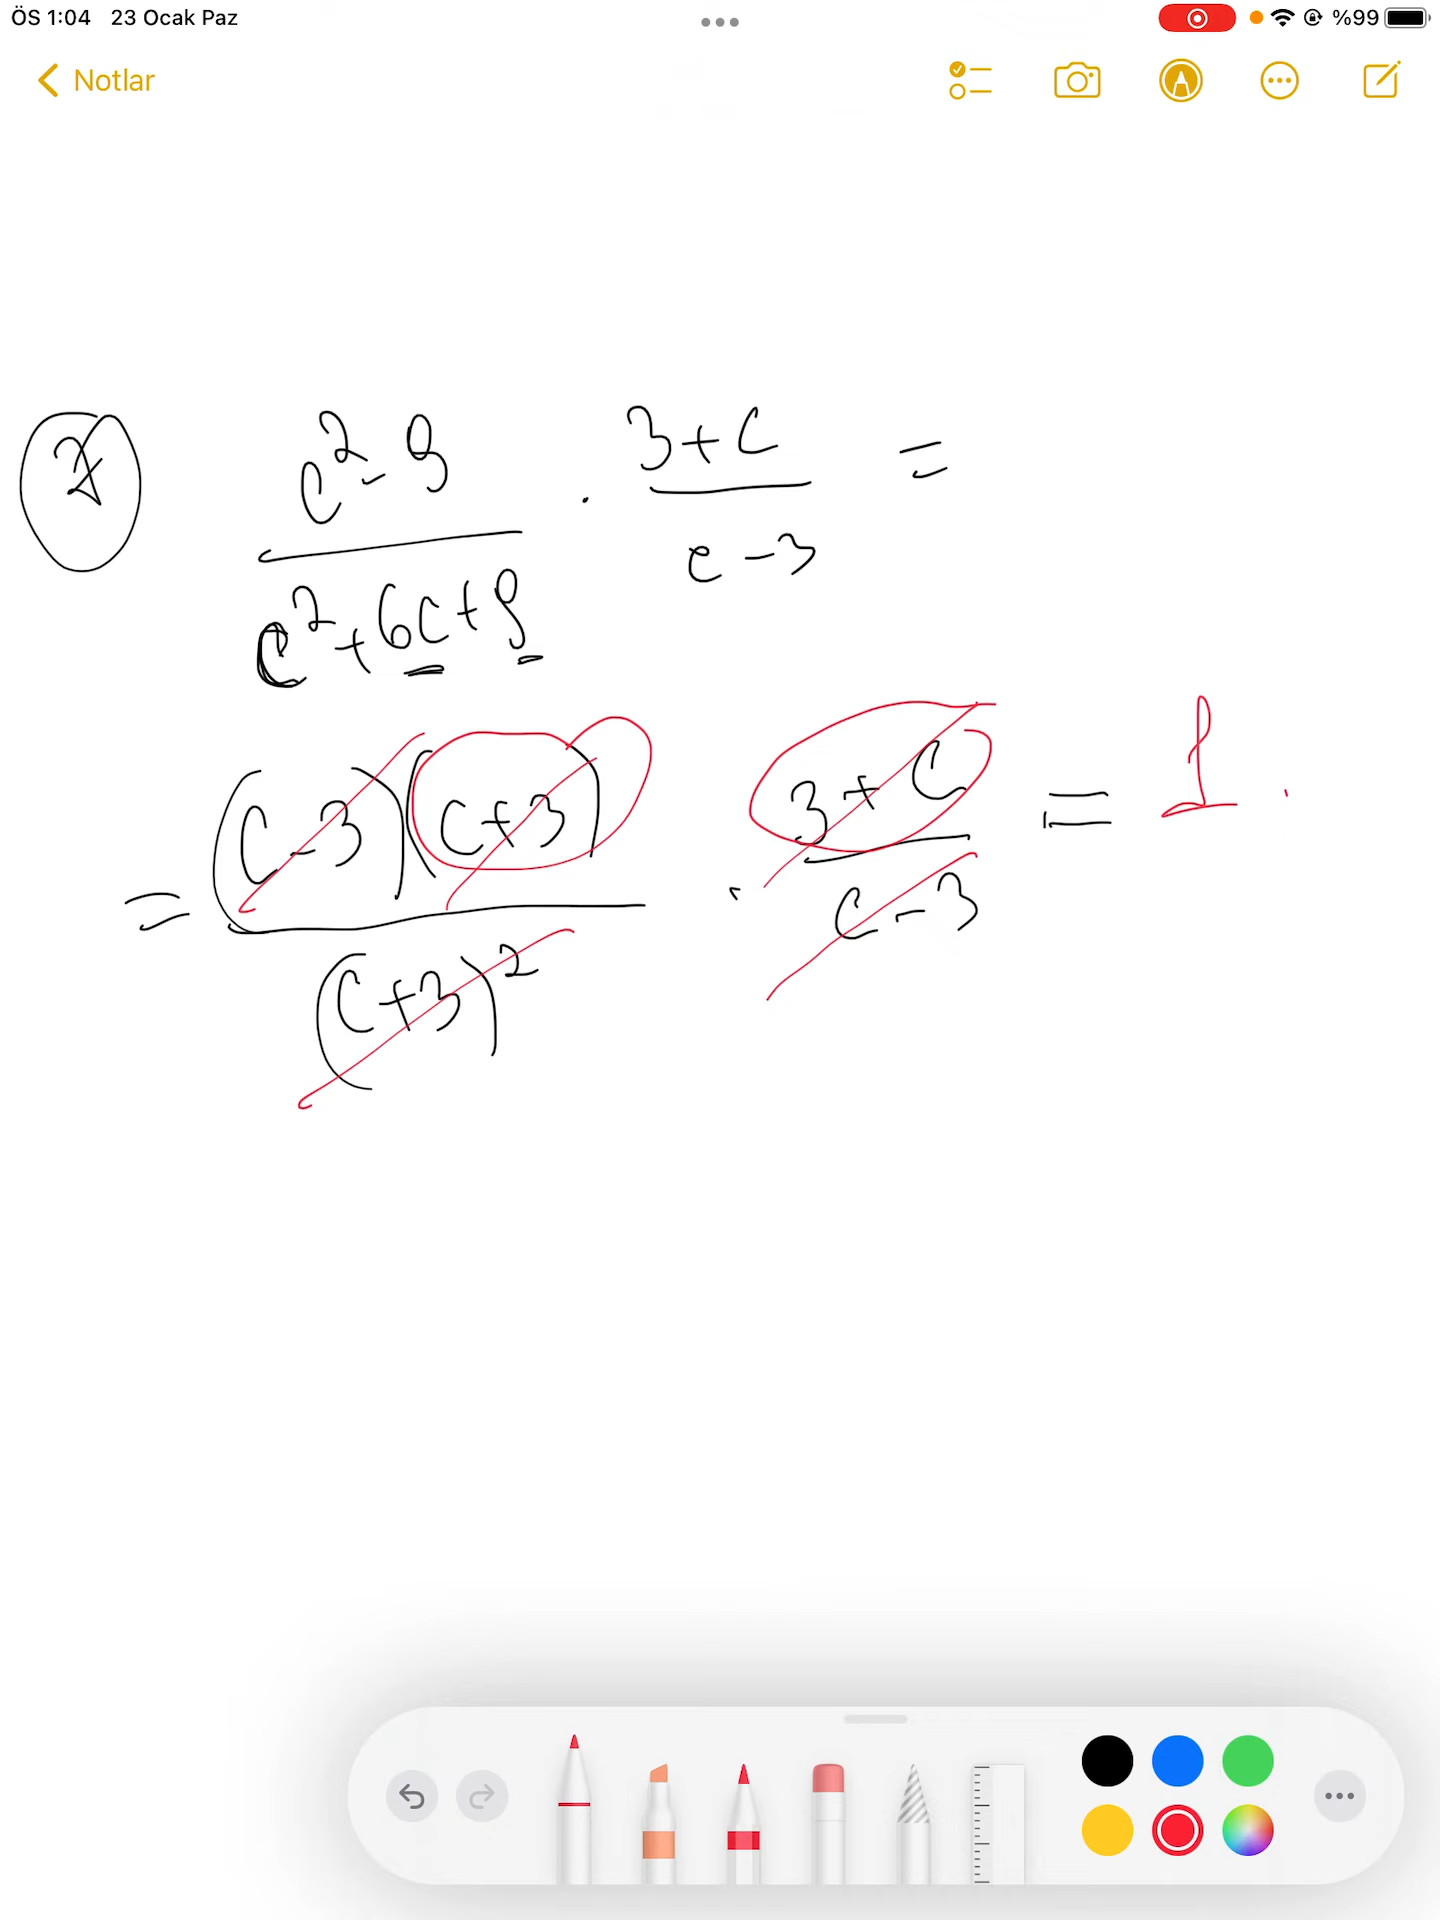 ÖS 1:04 23 Ocak Paz %99
Notlar
7 c²-9 / c²+6c+9 · 3+c / c-3 =
= (c-3)(c+3) / (c+3)² · 3+c / c-3 = 1.